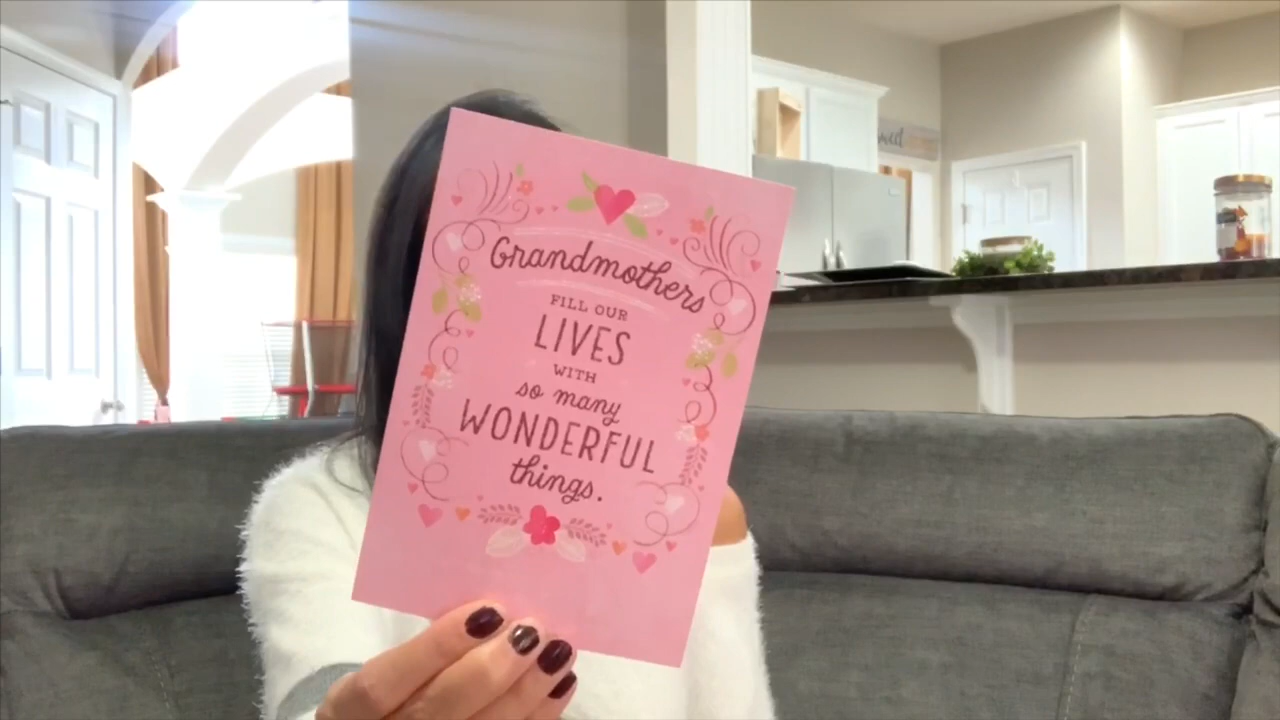 Grandmothers
FILL OUR
LIVES
WITH
so many
WONDERFUL
things.